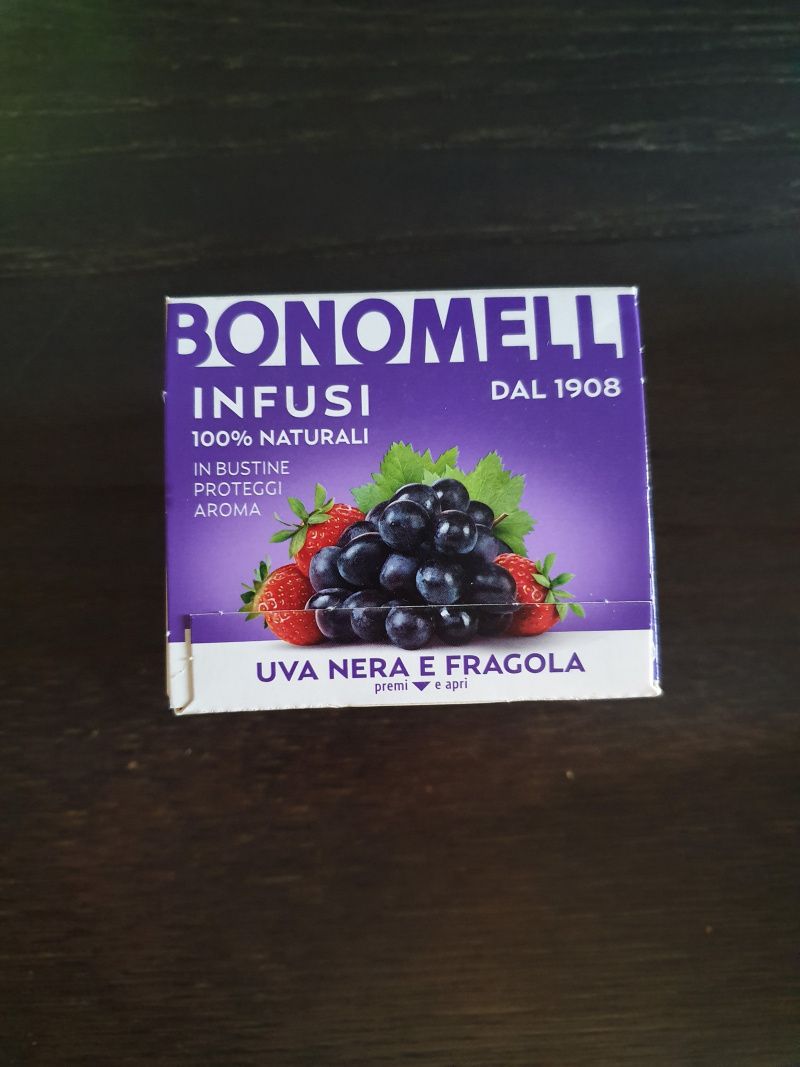 BONOMELLI
DAL 1908
INFUSI
100% NATURALI
IN BUSTINE
PROTEGGI
AROMA
UVA NERA E FRAGOLA
premi e apri